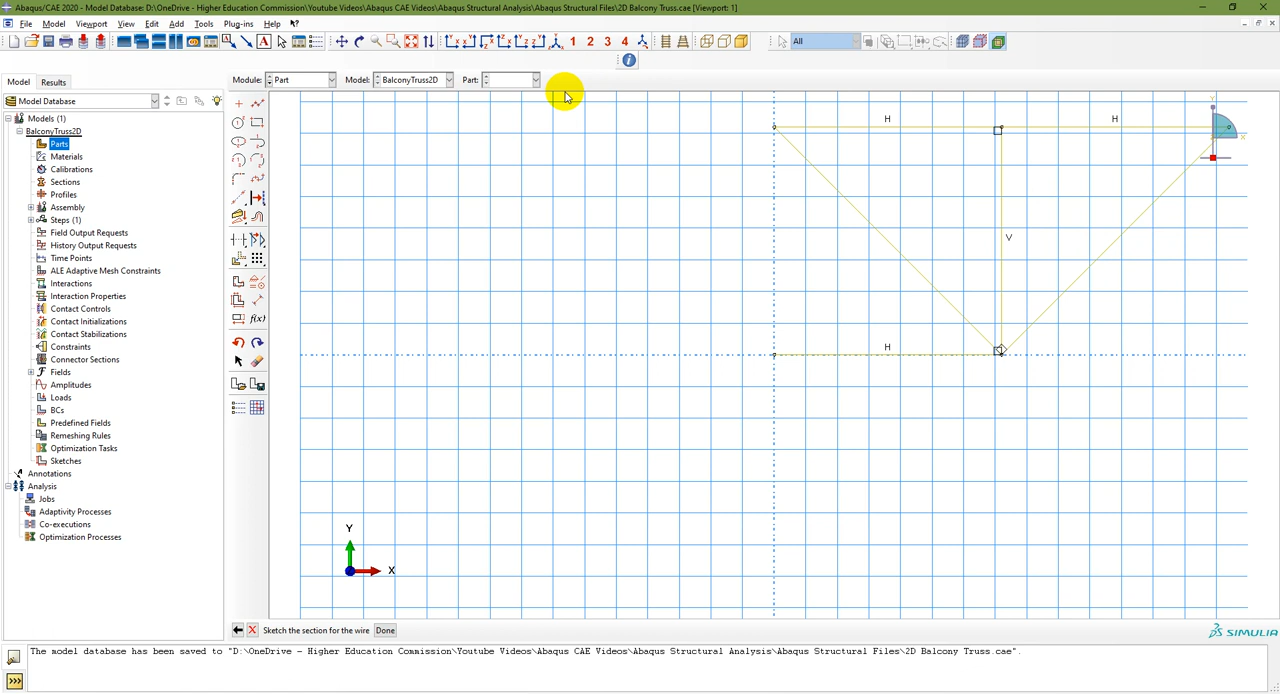 Abaqus/CAE 2020 - Model Database: D:\OneDrive - Higher Education Commission\Youtube Videos\Abaqus CAE Videos\Abaqus Structural Analysis\Abaqus Structural Files\2D Balcony Truss.cae [Viewport: 1]
File Model Viewport View Edit Add Tools Plug-ins Help
1 2 3 4 All
Model Results Module: Part Model: BalconyTruss2D Part:
Model Database
Models (1)
BalconyTruss2D
Parts
Materials
Calibrations
Sections
Profiles
Assembly
Steps (1)
Field Output Requests
History Output Requests
Time Points
ALE Adaptive Mesh Constraints
Interactions
Interaction Properties
Contact Controls
Contact Initializations
Contact Stabilizations
Constraints
Connector Sections
Fields
Amplitudes
Loads
BCs
Predefined Fields
Remeshing Rules
Optimization Tasks
Sketches
Annotations
Analysis
Jobs
Adaptivity Processes
Co-executions
Optimization Processes
f(x)
H H
V
H
Y
X
Y
X
Sketch the section for the wire Done
SIMULIA
The model database has been saved to "D:\OneDrive - Higher Education Commission\Youtube Videos\Abaqus CAE Videos\Abaqus Structural Analysis\Abaqus Structural Files\2D Balcony Truss.cae".
>>>